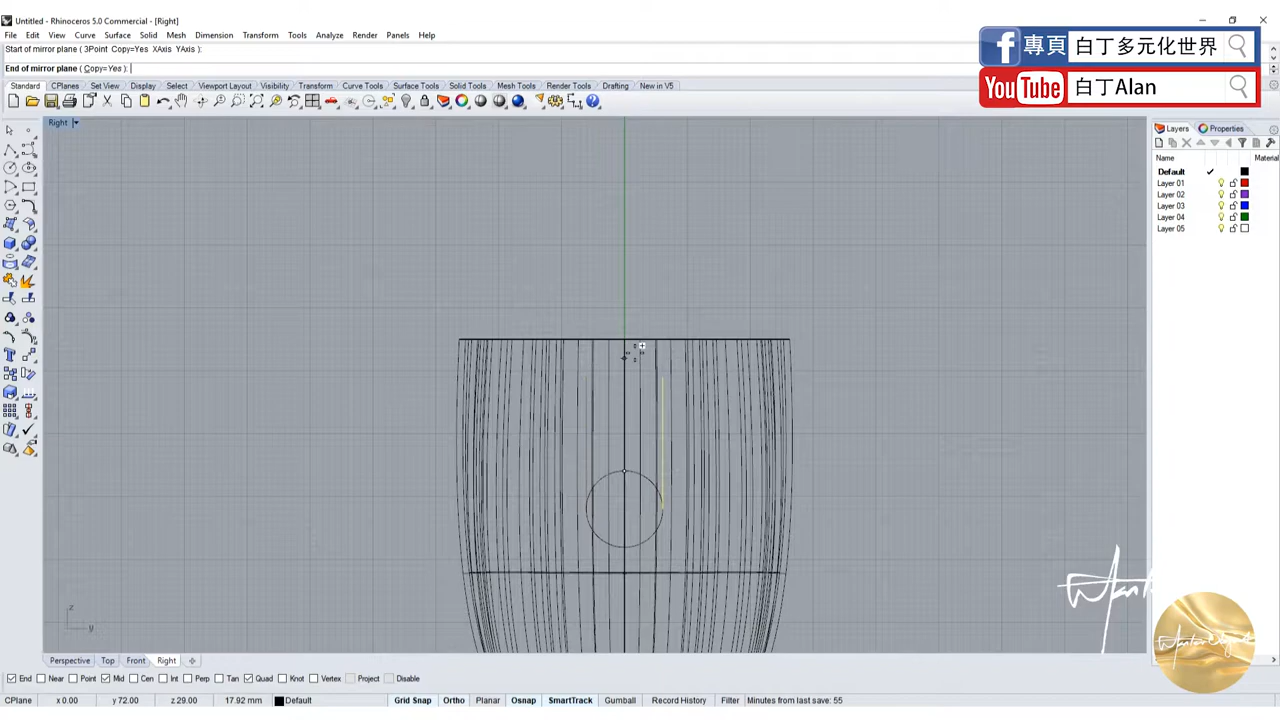 Untitled - Rhinoceros 5.0 Commercial - [Right]
File Edit View Curve Surface Solid Mesh Dimension Transform Tools Analyze Render Panels Help
Start of mirror plane ( 3Point Copy=Yes XAxis YAxis ):
End of mirror plane ( Copy=Yes ):
專頁 白丁多元化世界
YouTube 白丁Alan
Standard CPlanes Set View Display Select Viewport Layout Visibility Transform Curve Tools Surface Tools Solid Tools Mesh Tools Render Tools Drafting New in V5
Right
Layers Properties
Name Material
Default
Layer 01
Layer 02
Layer 03
Layer 04
Layer 05
z
y
Perspective Top Front Right
End Near Point Mid Cen Int Perp Tan Quad Knot Vertex Project Disable
CPlane x 0.00 y 72.00 z 29.00 17.92 mm Default Grid Snap Ortho Planar Osnap SmartTrack Gumball Record History Filter Minutes from last save: 55